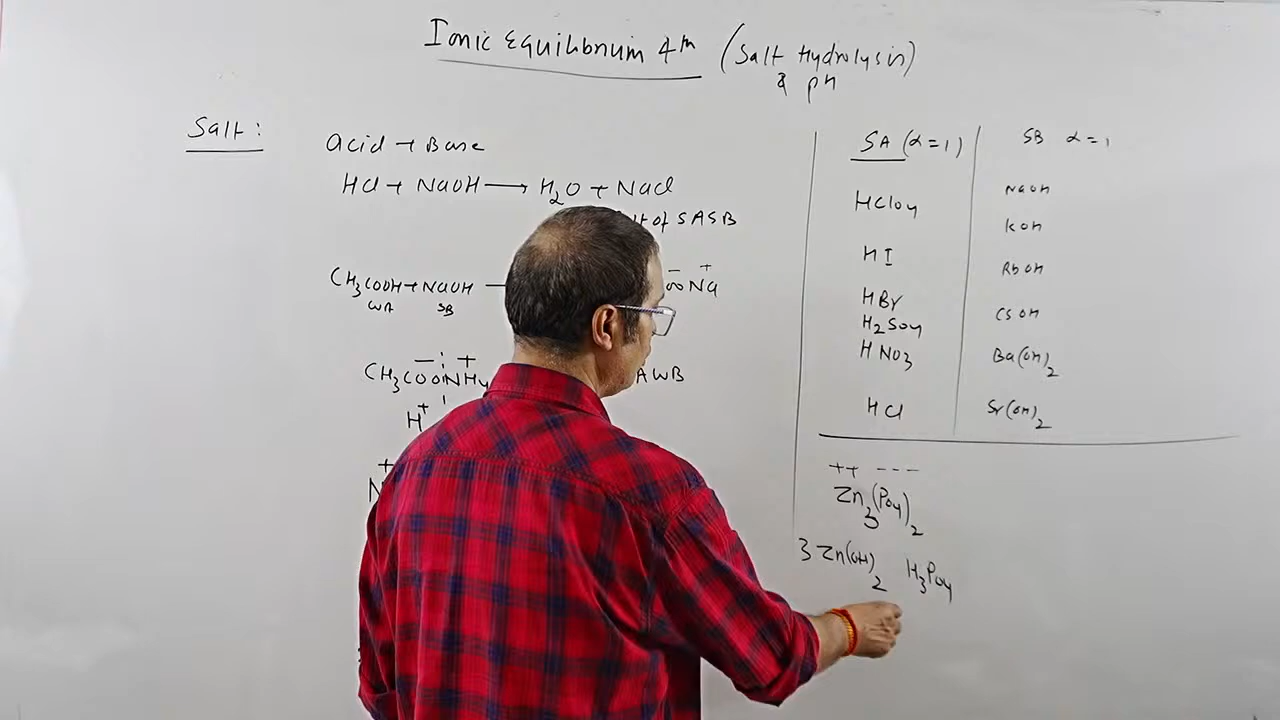 Ionic Equilibrium 4th (Salt Hydrolysis)
& pH
Salt :
Acid + Base
HCl + NaOH → H2O + NaCl
of SASB
CH3COOH + NaOH
WA SB
Na
CH3COONH4
WB
H+
SA (α = 1)
HClO4
HI
HBr
H2SO4
HNO3
HCl
SB α = 1
NaOH
KOH
RbOH
CsOH
Ba(OH)2
Sr(OH)2
++ ---
Zn3(PO4)2
3 Zn(OH)2 H3PO4